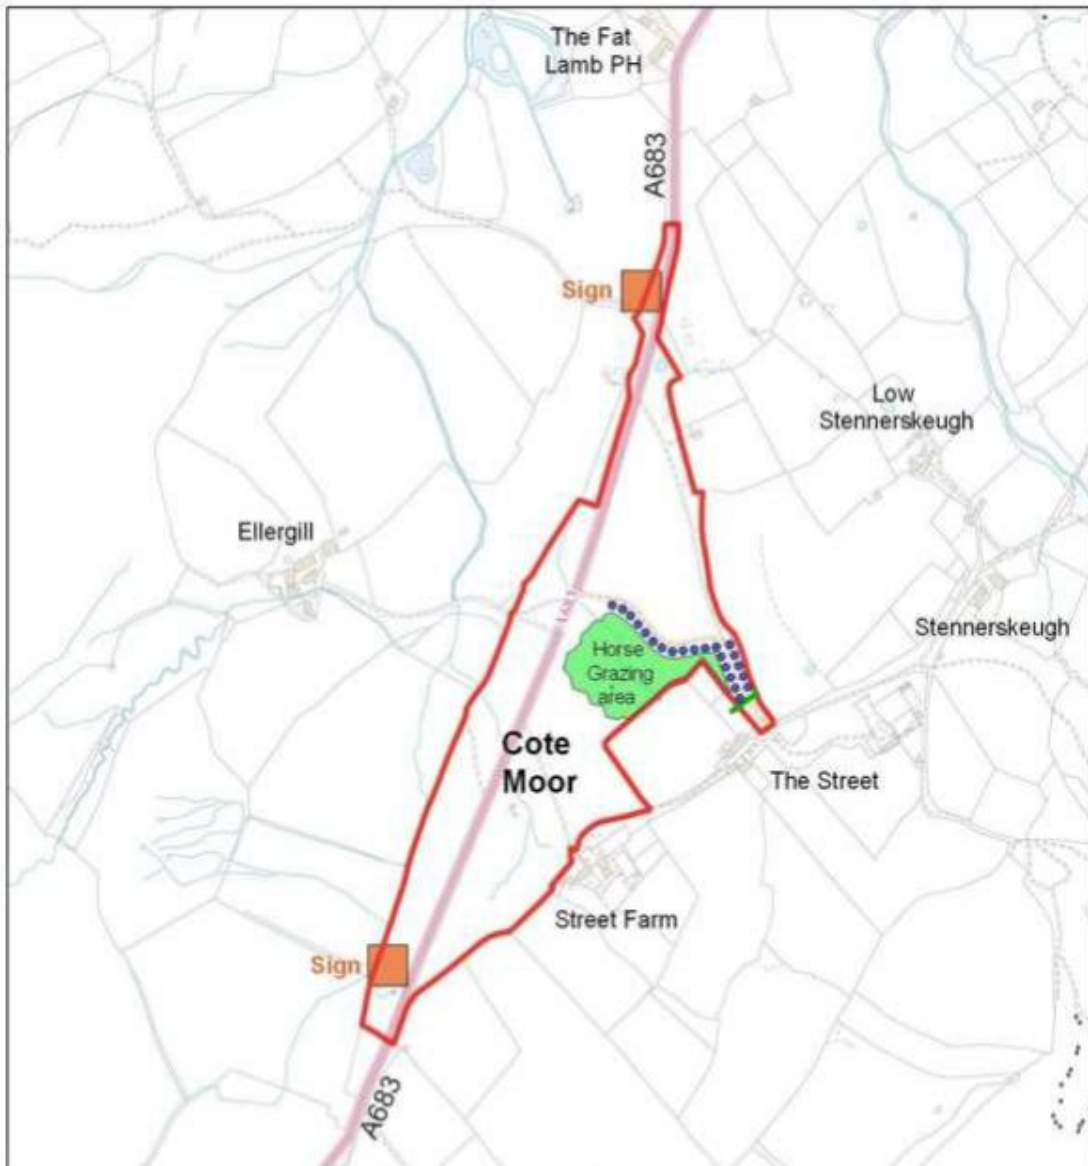 The Fat
Lamb PH
A683
Sign
Low
Stennerskeugh
Ellergill
A683
Stennerskeugh
Horse
Grazing
area
Cote
Moor
The Street
Street Farm
Sign
A683